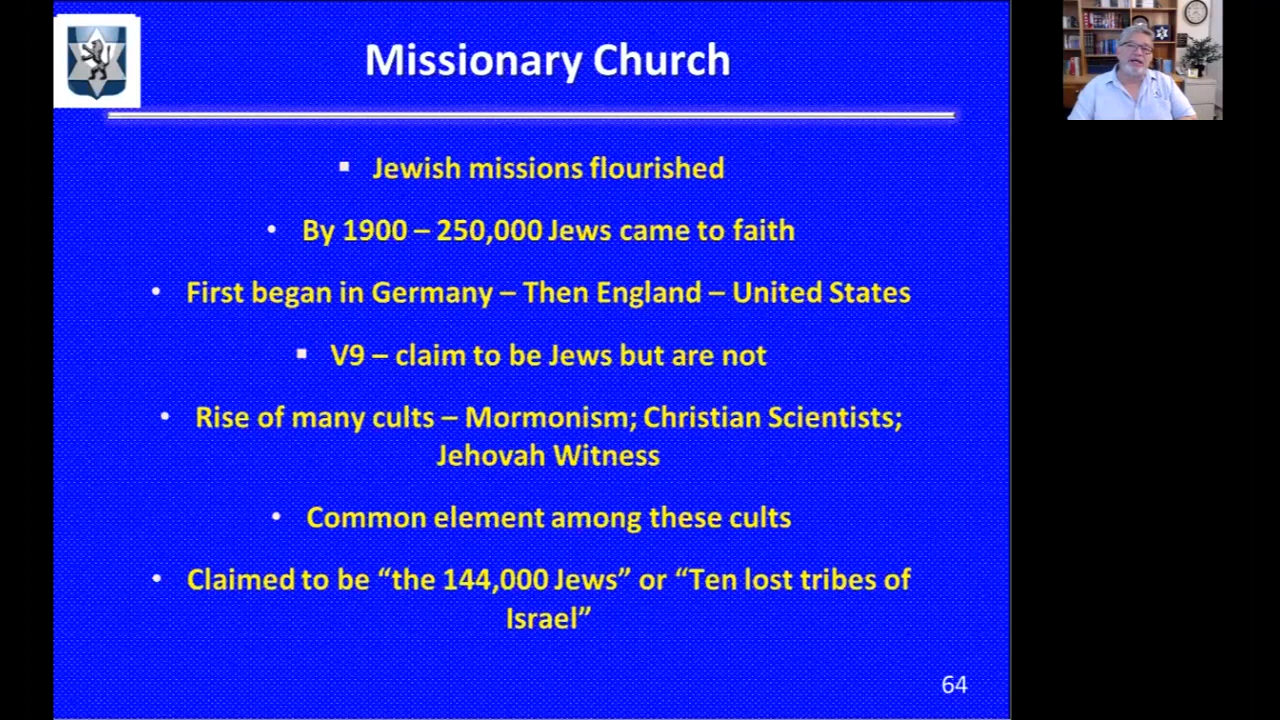 Missionary Church
▪ Jewish missions flourished
• By 1900 – 250,000 Jews came to faith
• First began in Germany – Then England – United States
▪ V9 – claim to be Jews but are not
• Rise of many cults – Mormonism; Christian Scientists;
Jehovah Witness
• Common element among these cults
• Claimed to be “the 144,000 Jews” or “Ten lost tribes of
Israel”
64